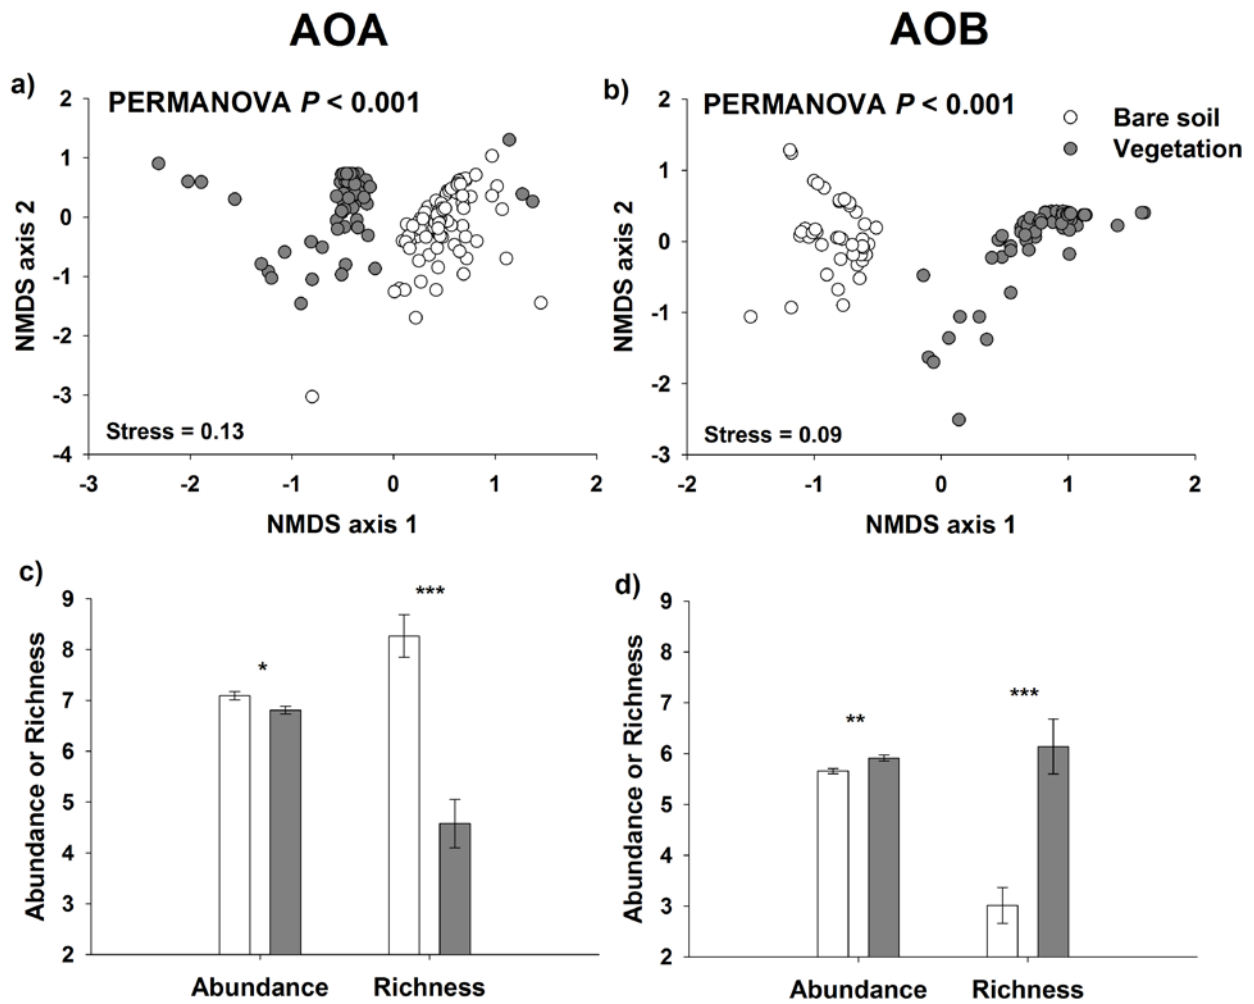 AOA
AOB
a)
PERMANOVA P < 0.001
2
1
0
-1
-2
-3
-4
NMDS axis 2
Stress = 0.13
-3
-2
-1
0
1
2
NMDS axis 1
b)
PERMANOVA P < 0.001
Bare soil
Vegetation
2
1
0
-1
-2
-3
NMDS axis 2
Stress = 0.09
-2
-1
0
1
2
NMDS axis 1
c)
9
8
7
6
5
4
3
2
Abundance or Richness
*
***
Abundance
Richness
d)
9
8
7
6
5
4
3
2
Abundance or Richness
**
***
Abundance
Richness